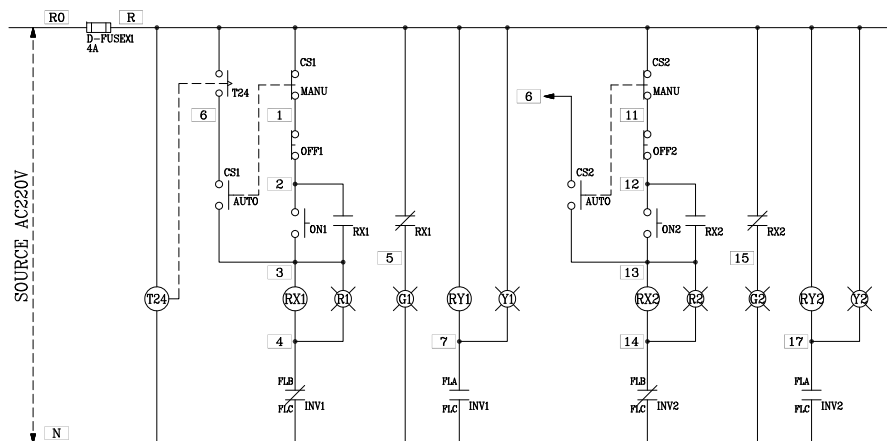 R0 R
D-FUSEX1
4A
CS1 CS2
T24 MANU 6 MANU
6 1 11
OFF1 OFF2
CS1 CS2
2 12
AUTO AUTO
ON1 RX1 RX1 ON2 RX2 RX2
5 15
3 13
SOURCE AC220V
T24 RX1 R1 G1 RY1 Y1 RX2 R2 G2 RY2 Y2
4 7 14 17
FLB FLA FLB FLA
FLC INV1 FLC INV1 FLC INV2 FLC INV2
N